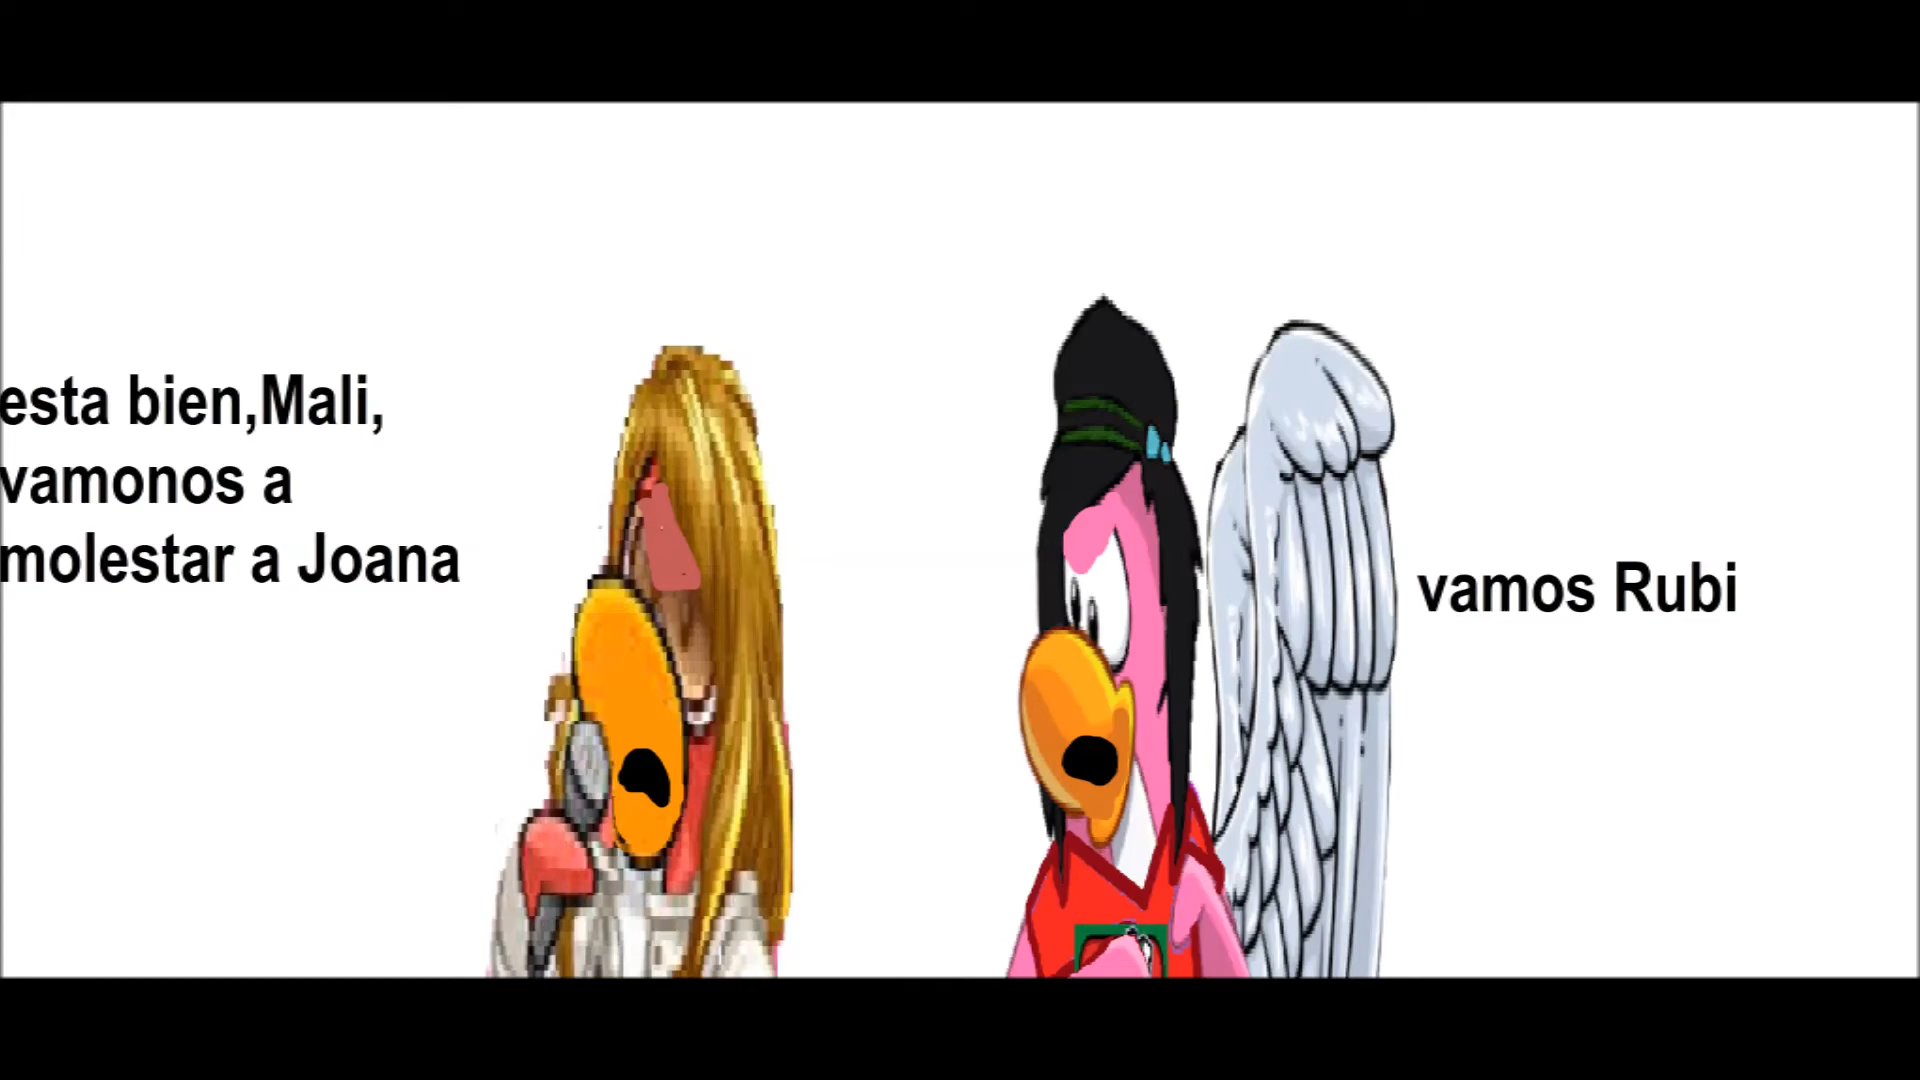 esta bien,Mali,
vamonos a
molestar a Joana
vamos Rubi